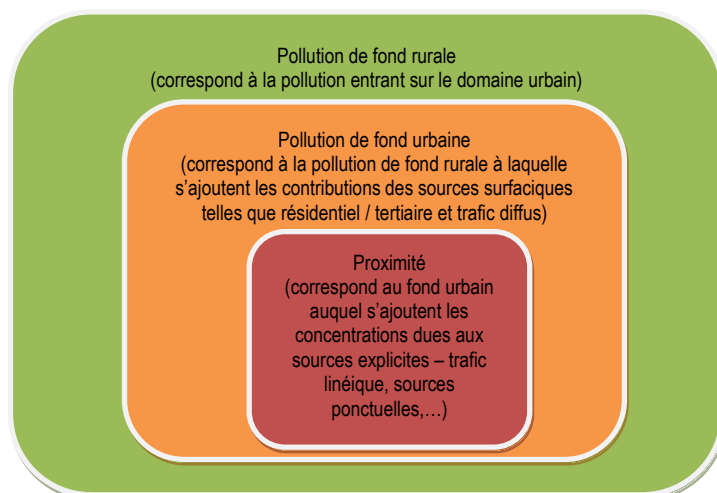 Pollution de fond rurale
(correspond à la pollution entrant sur le domaine urbain)
Pollution de fond urbaine
(correspond à la pollution de fond rurale à laquelle
s’ajoutent les contributions des sources surfaciques
telles que résidentiel / tertiaire et trafic diffus)
Proximité
(correspond au fond urbain
auquel s’ajoutent les
concentrations dues aux
sources explicites – trafic
linéique, sources
ponctuelles,…)